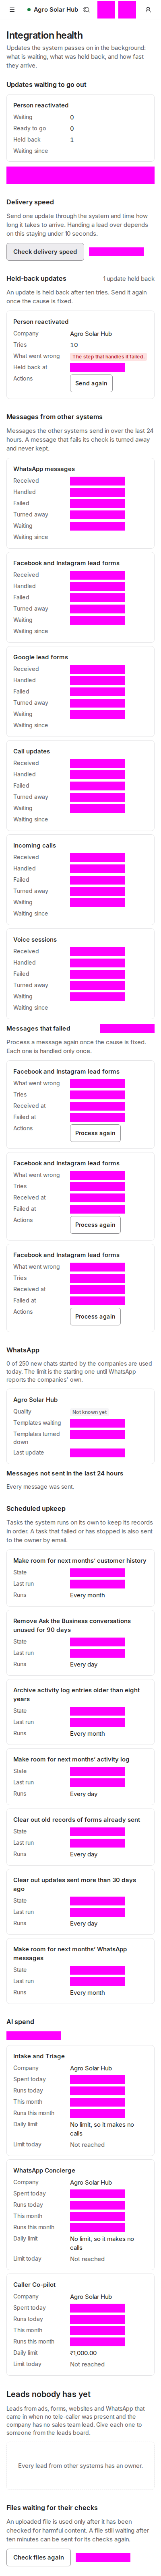 Agro Solar Hub
Integration health
Updates the system passes on in the background:
what is waiting, what was held back, and how fast
they arrive.
Updates waiting to go out
Person reactivated
Waiting 0
Ready to go 0
Held back 1
Waiting since
Delivery speed
Send one update through the system and time how
long it takes to arrive. Handing a lead over depends
on this staying under 10 seconds.
Check delivery speed
Held-back updates 1 update held back
An update is held back after ten tries. Send it again
once the cause is fixed.
Person reactivated
Company Agro Solar Hub
Tries 10
What went wrong The step that handles it failed.
Held back at
Actions Send again
Messages from other systems
Messages the other systems send in over the last 24
hours. A message that fails its check is turned away
and never kept.
WhatsApp messages
Received
Handled
Failed
Turned away
Waiting
Waiting since
Facebook and Instagram lead forms
Received
Handled
Failed
Turned away
Waiting
Waiting since
Google lead forms
Received
Handled
Failed
Turned away
Waiting
Waiting since
Call updates
Received
Handled
Failed
Turned away
Waiting
Waiting since
Incoming calls
Received
Handled
Failed
Turned away
Waiting
Waiting since
Voice sessions
Received
Handled
Failed
Turned away
Waiting
Waiting since
Messages that failed
Process a message again once the cause is fixed.
Each one is handled only once.
Facebook and Instagram lead forms
What went wrong
Tries
Received at
Failed at
Actions Process again
Facebook and Instagram lead forms
What went wrong
Tries
Received at
Failed at
Actions Process again
Facebook and Instagram lead forms
What went wrong
Tries
Received at
Failed at
Actions Process again
WhatsApp
0 of 250 new chats started by the companies are used
today. The limit is the starting one until WhatsApp
reports the companies' own.
Agro Solar Hub
Quality Not known yet
Templates waiting
Templates turned
down
Last update
Messages not sent in the last 24 hours
Every message was sent.
Scheduled upkeep
Tasks the system runs on its own to keep its records
in order. A task that failed or has stopped is also sent
to the owner by email.
Make room for next months' customer history
State
Last run
Runs Every month
Remove Ask the Business conversations
unused for 90 days
State
Last run
Runs Every day
Archive activity log entries older than eight
years
State
Last run
Runs Every month
Make room for next months' activity log
State
Last run
Runs Every day
Clear out old records of forms already sent
State
Last run
Runs Every day
Clear out updates sent more than 30 days
ago
State
Last run
Runs Every day
Make room for next months' WhatsApp
messages
State
Last run
Runs Every month
AI spend
Intake and Triage
Company Agro Solar Hub
Spent today
Runs today
This month
Runs this month
Daily limit No limit, so it makes no
calls
Limit today Not reached
WhatsApp Concierge
Company Agro Solar Hub
Spent today
Runs today
This month
Runs this month
Daily limit No limit, so it makes no
calls
Limit today Not reached
Caller Co-pilot
Company Agro Solar Hub
Spent today
Runs today
This month
Runs this month
Daily limit ₹1,000.00
Limit today Not reached
Leads nobody has yet
Leads from ads, forms, websites and WhatsApp that
came in when no tele-caller was present and the
company has no sales team lead. Give each one to
someone from the leads board.
Every lead from other systems has an owner.
Files waiting for their checks
An uploaded file is used only after it has been
checked for harmful content. A file still waiting after
ten minutes can be sent for its checks again.
Check files again